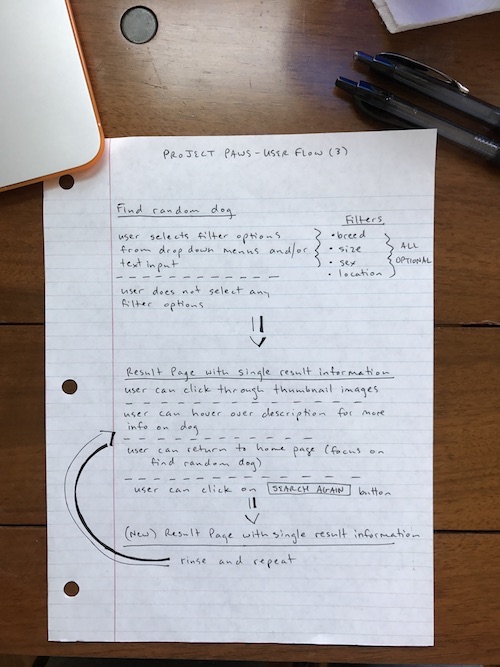 PROJECT PAWS - USER FLOW (3)
Find random dog
Filters
user selects filter options
from drop down menus and/or
text input
• breed
• size
• sex
• location
ALL
OPTIONAL
user does not select any
filter options
Result Page with single result information
user can click through thumbnail images
user can hover over description for more
info on dog
user can return to home page (focus on
find random dog)
user can click on SEARCH AGAIN button
(New) Result Page with single result information
rinse and repeat